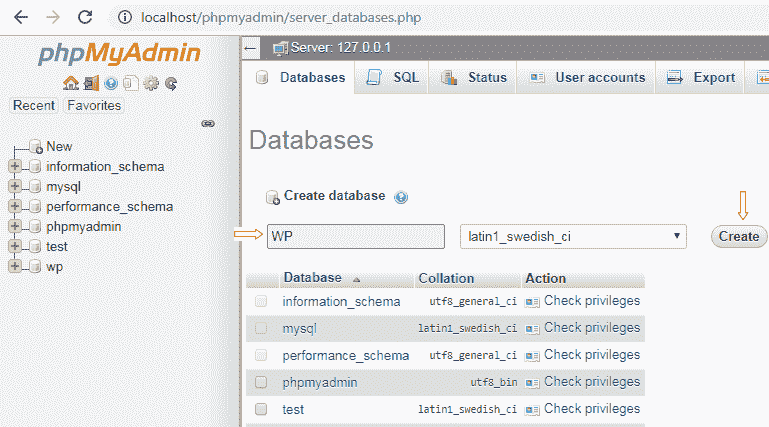 localhost/phpmyadmin/server_databases.php
phpMyAdmin
Recent Favorites
New
information_schema
mysql
performance_schema
phpmyadmin
test
wp
Server: 127.0.0.1
Databases SQL Status User accounts Export
Databases
Create database
WP latin1_swedish_ci Create
Database Collation Action
information_schema utf8_general_ci Check privileges
mysql latin1_swedish_ci Check privileges
performance_schema utf8_general_ci Check privileges
phpmyadmin utf8_bin Check privileges
test latin1_swedish_ci Check privileges